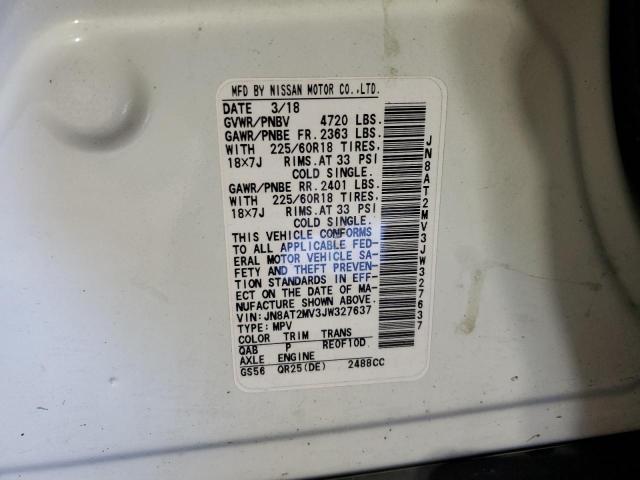 MFD BY NISSAN MOTOR CO.,LTD.
DATE 3/18
GVWR/PNBV 4720 LBS.
GAWR/PNBE FR. 2363 LBS.
WITH 225/60R18 TIRES,
18×7J RIMS.AT 33 PSI
COLD SINGLE.
GAWR/PNBE RR. 2401 LBS.
WITH 225/60R18 TIRES,
18×7J RIMS.AT 33 PSI
COLD SINGLE.
THIS VEHICLE CONFORMS
TO ALL APPLICABLE FED-
ERAL MOTOR VEHICLE SA-
FETY AND THEFT PREVEN-
TION STANDARDS IN EFF-
ECT ON THE DATE OF MA-
NUFACTURE SHOWN ABOVE.
VIN: JN8AT2MV3JW327637
TYPE: MPV
COLOR TRIM TRANS
QAB P RE0F10D.
AXLE ENGINE
GS56 QR25(DE) 2488CC
JN8AT2MV3JW327637